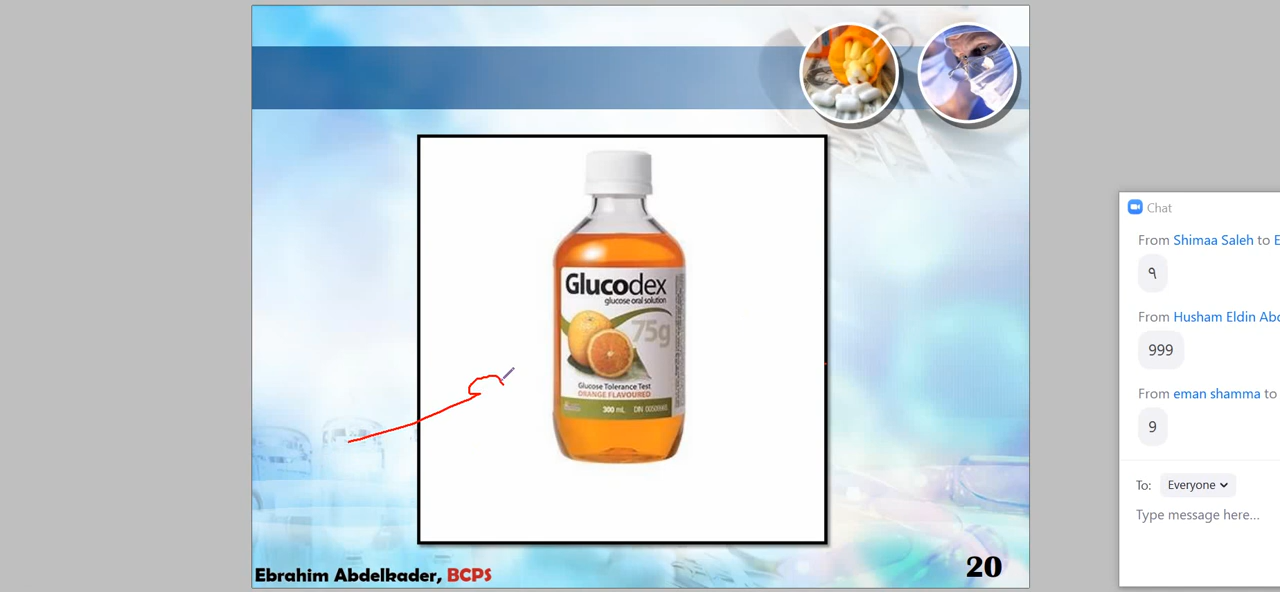 Glucodex
glucose oral solution
75g
Glucose Tolerance Test
ORANGE FLAVOURED
300 mL
Ebrahim Abdelkader, BCPS
20
Chat
From Shimaa Saleh to E
٩
From Husham Eldin Abd
999
From eman shamma to
9
To: Everyone
Type message here...